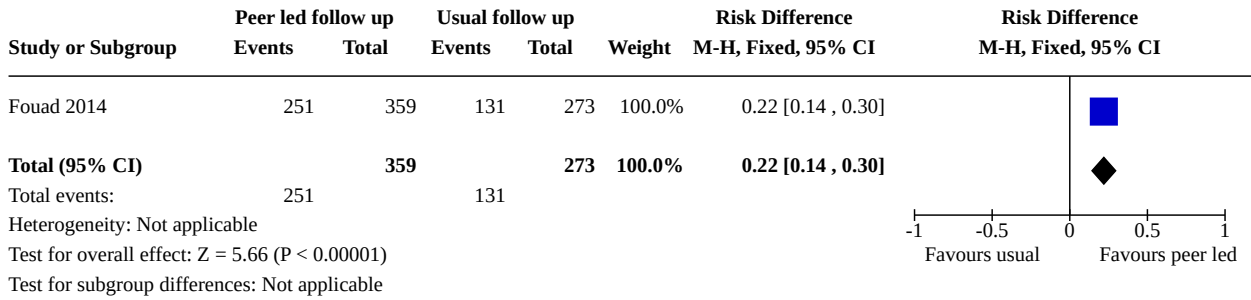 Peer led follow up Usual follow up Risk Difference Risk Difference
Study or Subgroup Events Total Events Total Weight M-H, Fixed, 95% CI M-H, Fixed, 95% CI
Fouad 2014 251 359 131 273 100.0% 0.22 [0.14 , 0.30]
Total (95% CI) 359 273 100.0% 0.22 [0.14 , 0.30]
Total events: 251 131
Heterogeneity: Not applicable
-1 -0.5 0 0.5 1
Test for overall effect: Z = 5.66 (P < 0.00001) Favours usual Favours peer led
Test for subgroup differences: Not applicable